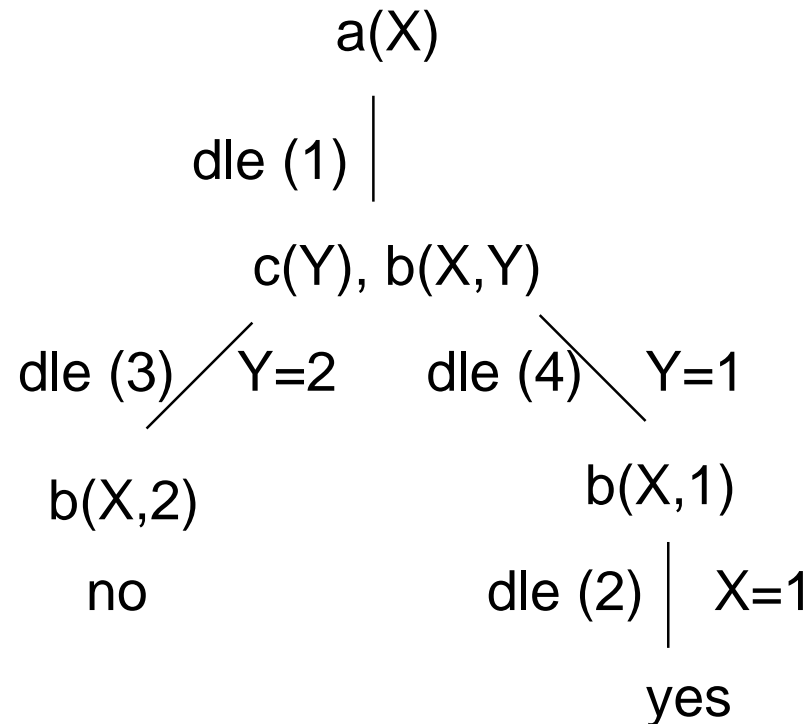 a(X)
dle (1)
c(Y), b(X,Y)
dle (3) Y=2 dle (4) Y=1
b(X,2) b(X,1)
no dle (2) X=1
yes